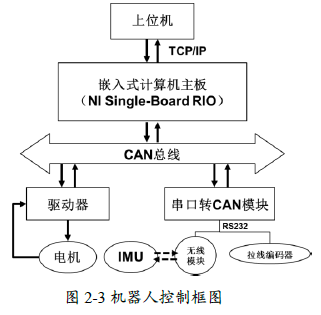 上位机
TCP/IP
嵌入式计算机主板
（NI Single-Board RIO）
CAN总线
驱动器
串口转CAN模块
RS232
电机
IMU
无线
模块
拉线编码器
图 2-3 机器人控制框图